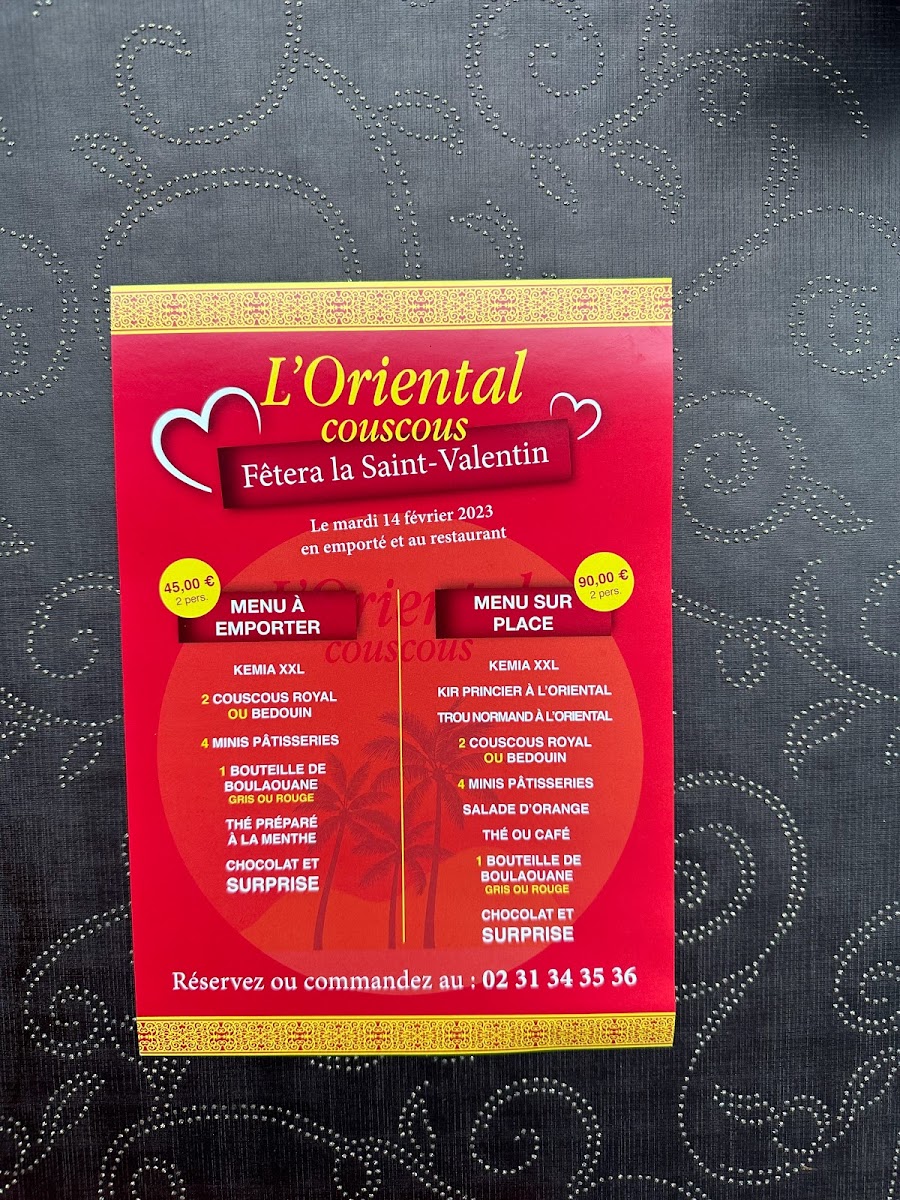 L'Oriental
couscous
Fêtera la Saint-Valentin
Le mardi 14 février 2023
en emporté et au restaurant
45,00 €
2 pers.
MENU À
EMPORTER
KEMIA XXL
2 COUSCOUS ROYAL
OU BEDOUIN
4 MINIS PÂTISSERIES
1 BOUTEILLE DE
BOULAOUANE
GRIS OU ROUGE
THÉ PRÉPARÉ
À LA MENTHE
CHOCOLAT ET
SURPRISE
90,00 €
2 pers.
MENU SUR
PLACE
KEMIA XXL
KIR PRINCIER À L'ORIENTAL
TROU NORMAND À L'ORIENTAL
2 COUSCOUS ROYAL
OU BEDOUIN
4 MINIS PÂTISSERIES
SALADE D'ORANGE
THÉ OU CAFÉ
1 BOUTEILLE DE
BOULAOUANE
GRIS OU ROUGE
CHOCOLAT ET
SURPRISE
L'Oriental
couscous
Réservez ou commandez au : 02 31 34 35 36